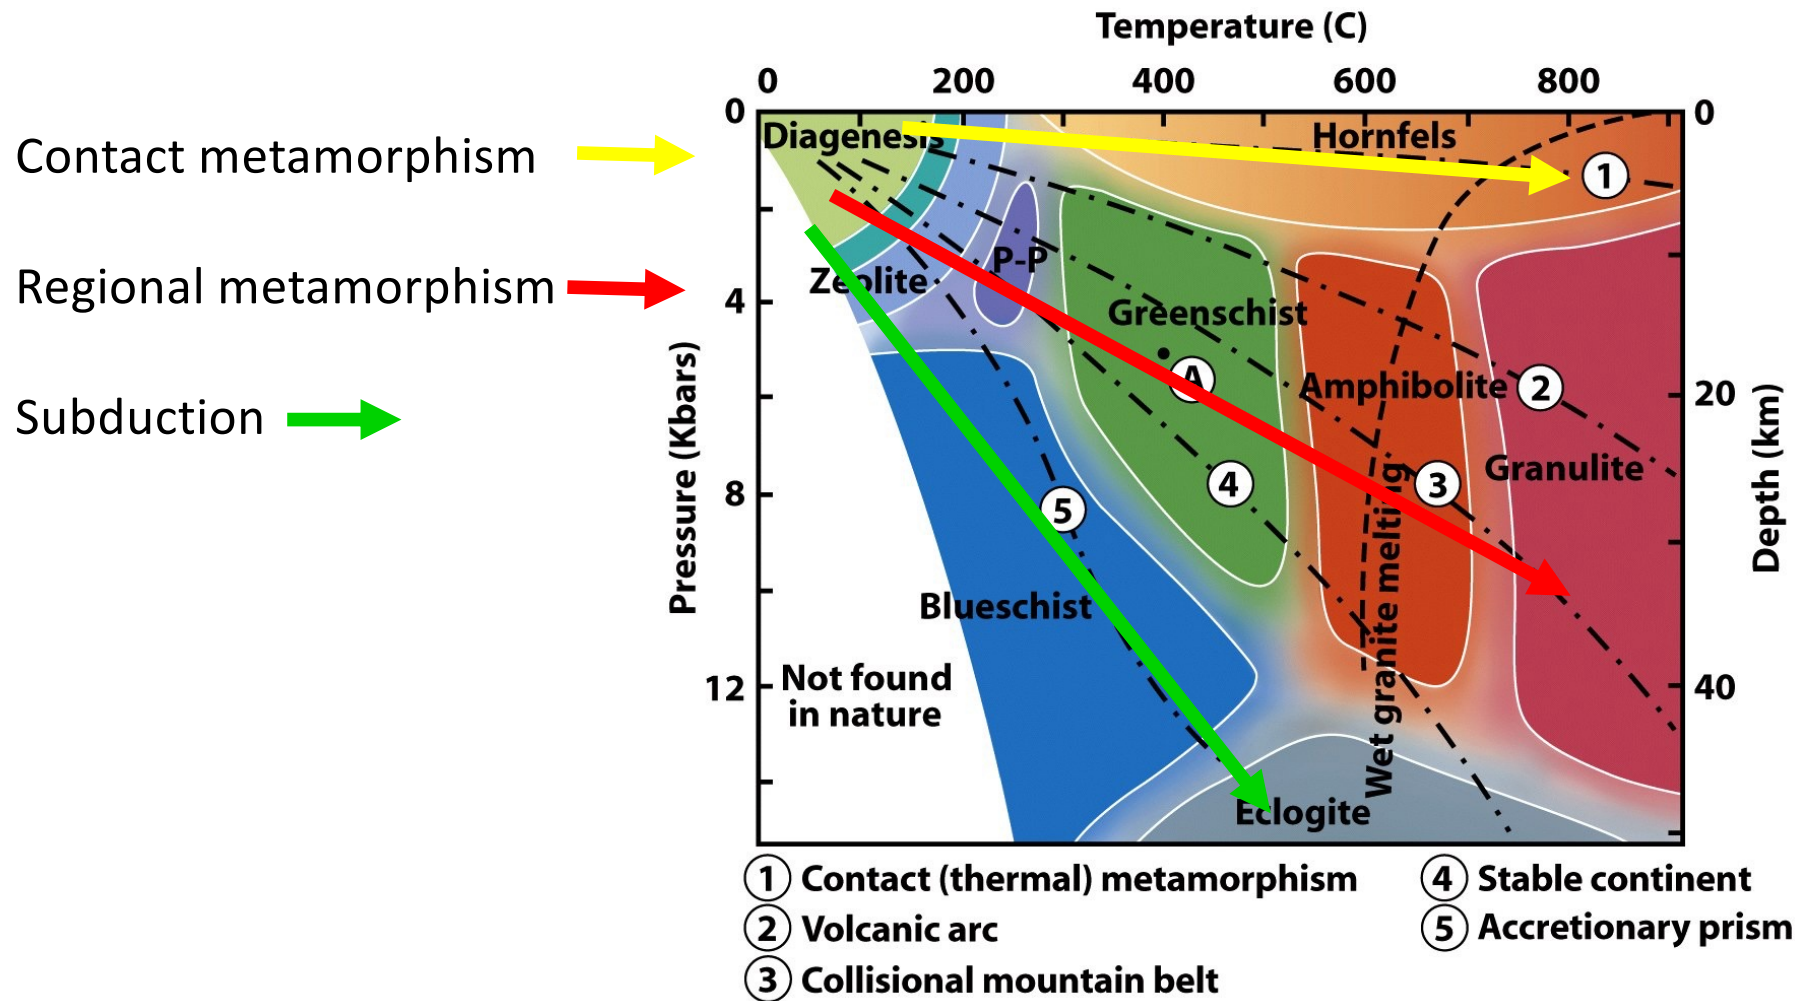 Temperature (C)
0 200 400 600 800
0 0
Diagenesis Hornfels
Contact metamorphism
1
P-P
Zeolite
Regional metamorphism
4
Greenschist
A
Amphibolite
2
20
Subduction
Pressure (Kbars)
Depth (km)
Granulite
8
5
4
3
Wet granite melting
Blueschist
Not found
in nature
12
40
Eclogite
1 Contact (thermal) metamorphism
2 Volcanic arc
3 Collisional mountain belt
4 Stable continent
5 Accretionary prism